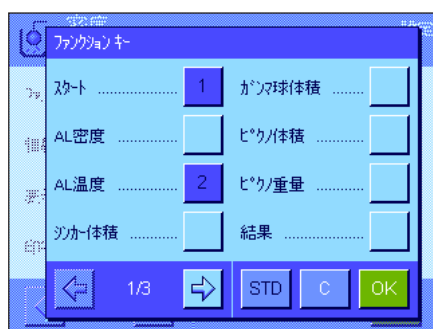 密度
ファンクション キー
スタート .................. 1
ガンマ球体積 ........
AL密度 ..............
ピクノ体積 ............
AL温度 .............. 2
ピクノ重量 ............
シンカー体積 ..........
結果 ....................
1/3
STD
C
OK